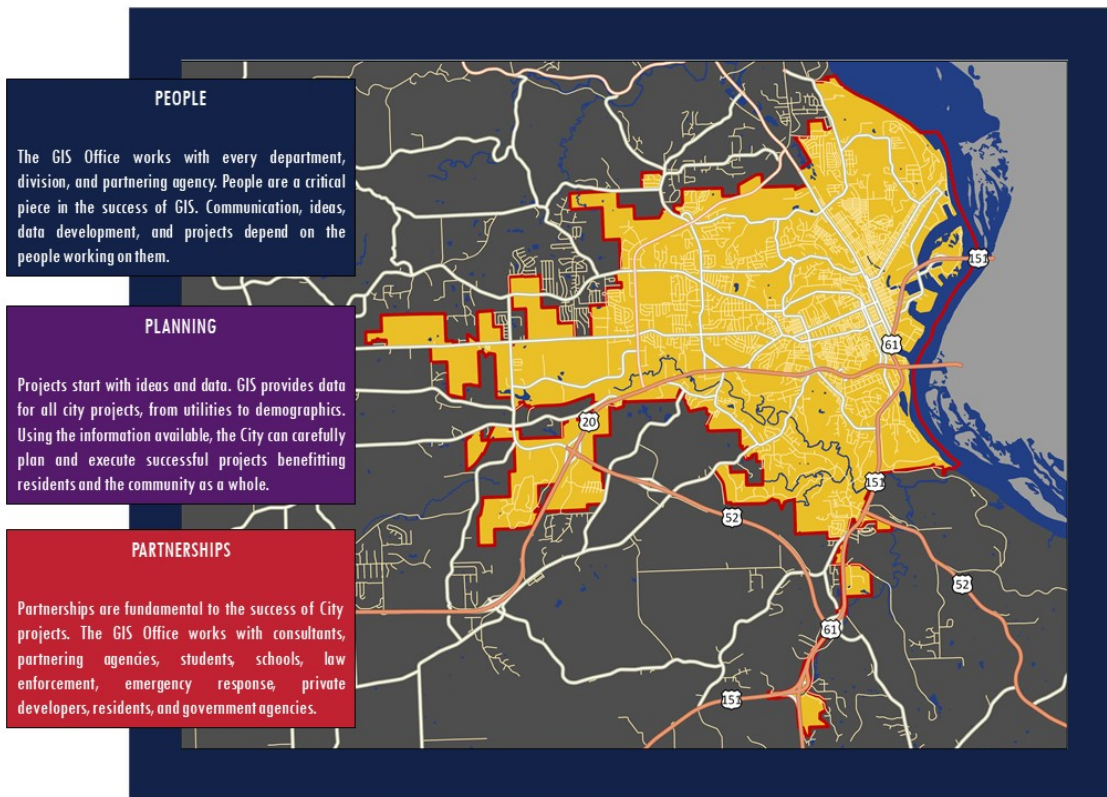 PEOPLE
The GIS Office works with every department,
division, and partnering agency. People are a critical
piece in the success of GIS. Communication, ideas,
data development, and projects depend on the
people working on them.
PLANNING
Projects start with ideas and data. GIS provides data
for all city projects, from utilities to demographics.
Using the information available, the City can carefully
plan and execute successful projects benefitting
residents and the community as a whole.
PARTNERSHIPS
Partnerships are fundamental to the success of City
projects. The GIS Office works with consultants,
partnering agencies, students, schools, law
enforcement, emergency response, private
developers, residents, and government agencies.
151
61
20
151
52
52
61
151